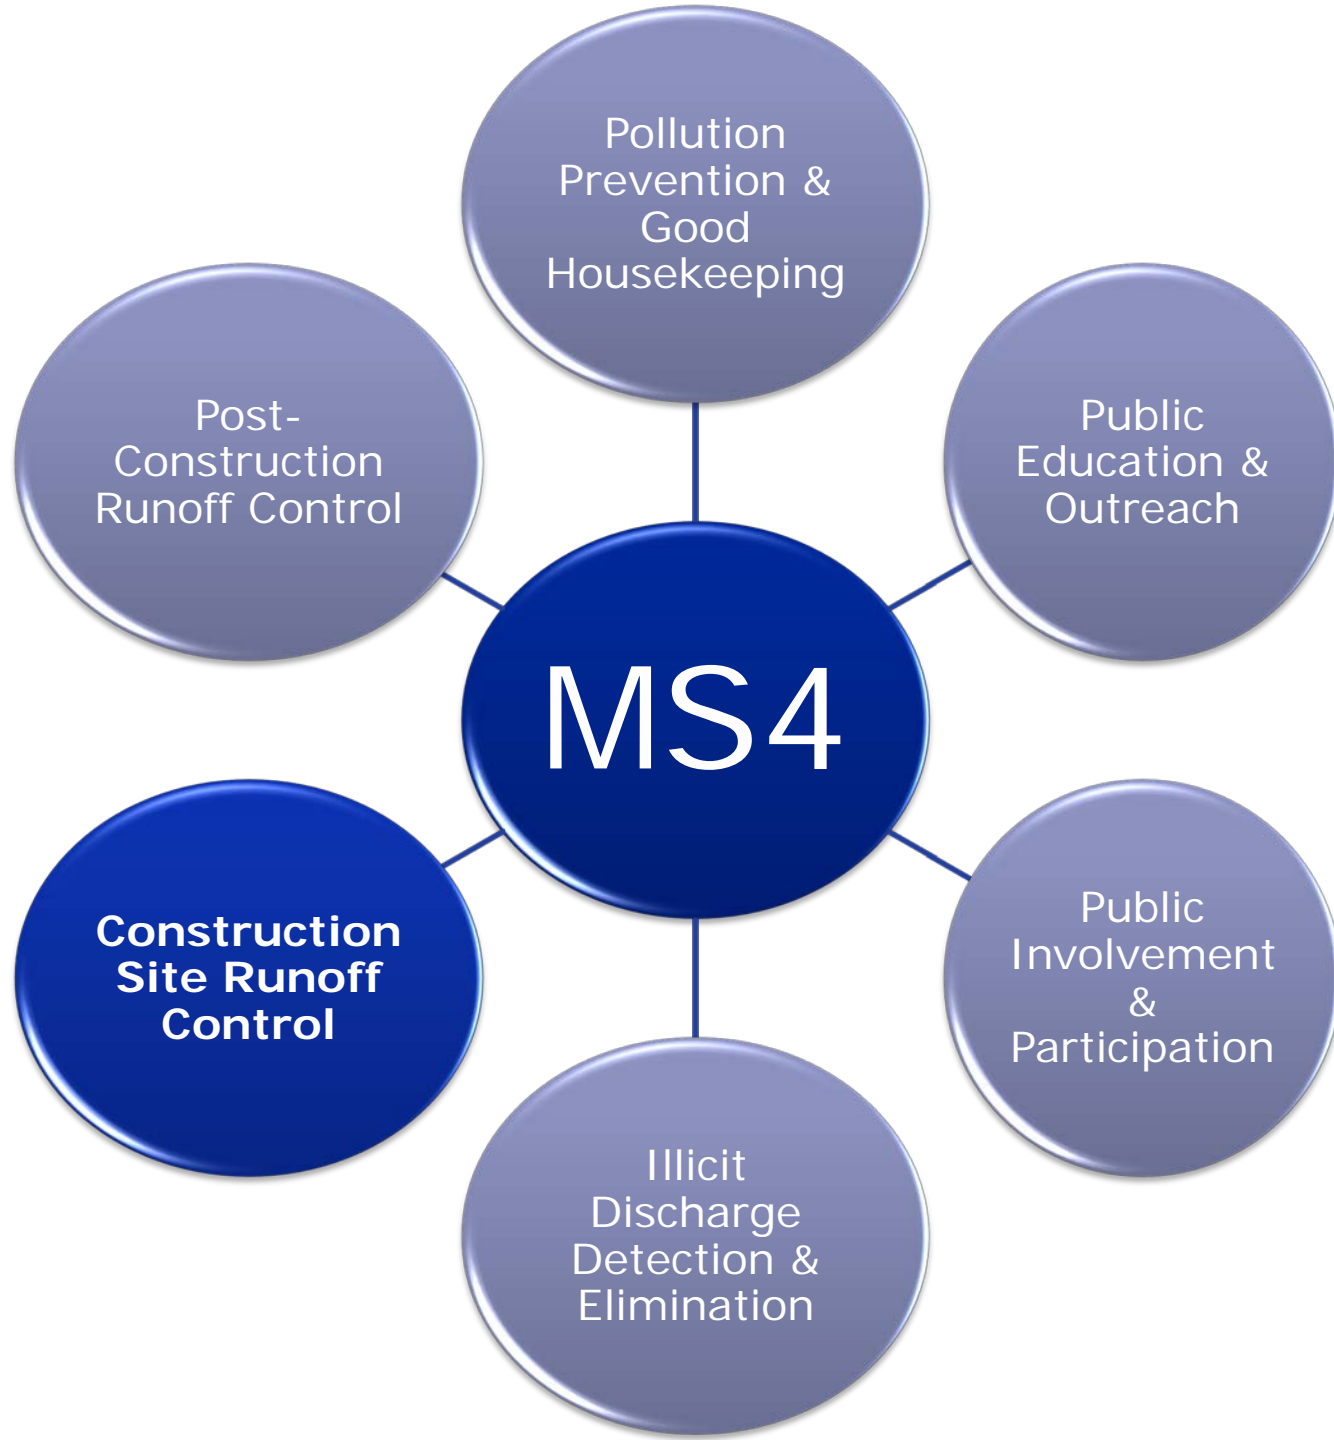 Pollution
Prevention &
Good
Housekeeping
Public
Education &
Outreach
Public
Involvement
&
Participation
Illicit
Discharge
Detection &
Elimination
Construction
Site Runoff
Control
Post-
Construction
Runoff Control
MS4